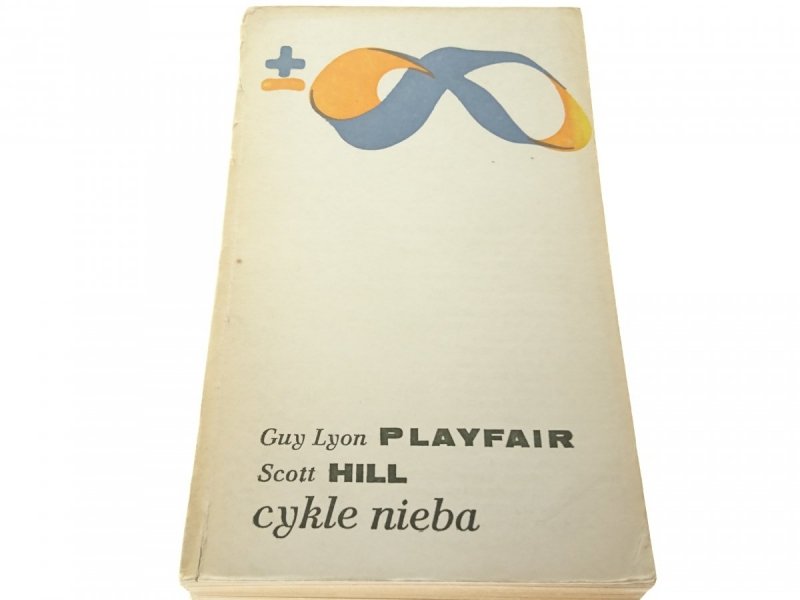 ±∞
Guy Lyon PLAYFAIR
Scott HILL
cykle nieba